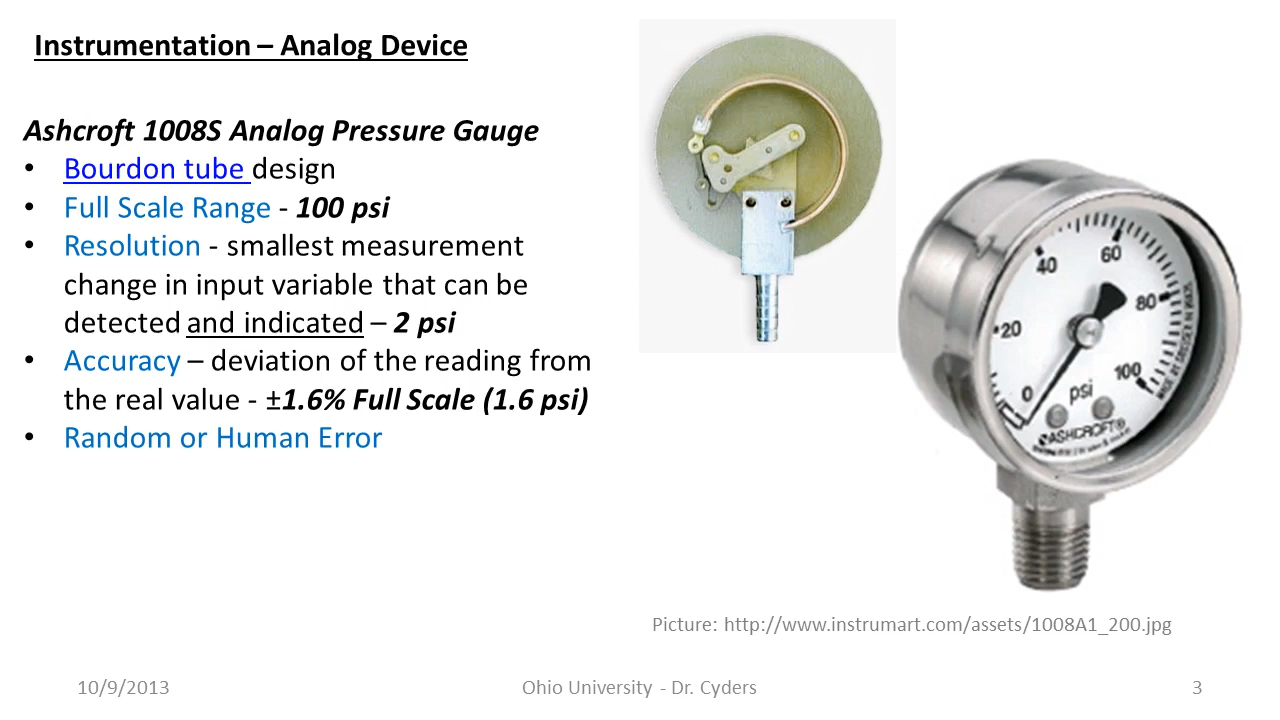 Instrumentation – Analog Device
Ashcroft 1008S Analog Pressure Gauge
• Bourdon tube design
• Full Scale Range - 100 psi
• Resolution - smallest measurement
change in input variable that can be
detected and indicated – 2 psi
• Accuracy – deviation of the reading from
the real value - ±1.6% Full Scale (1.6 psi)
• Random or Human Error
0
20
40
60
80
100
psi
ASHCROFT®
Picture: http://www.instrumart.com/assets/1008A1_200.jpg
10/9/2013
Ohio University - Dr. Cyders
3